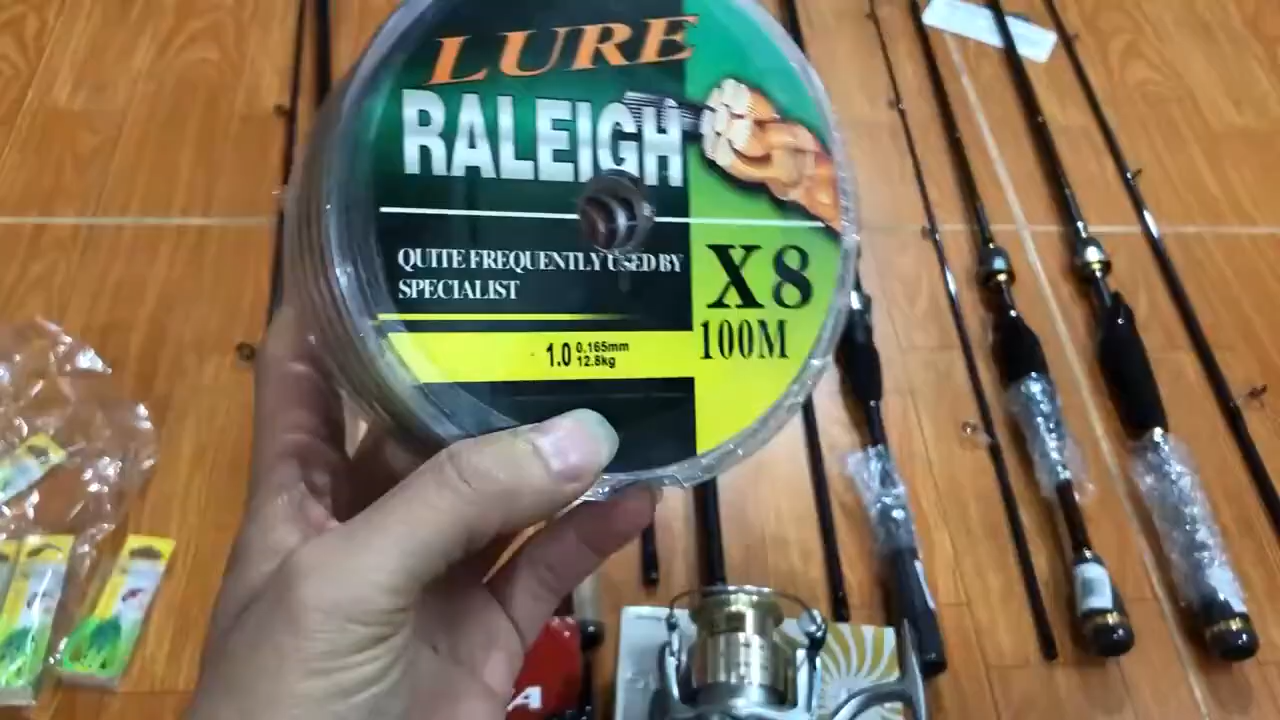 LURE
RALEIGH
QUITE FREQUENTLY USED BY
SPECIALIST
X8
100M
1.0 0.165mm
12.8kg